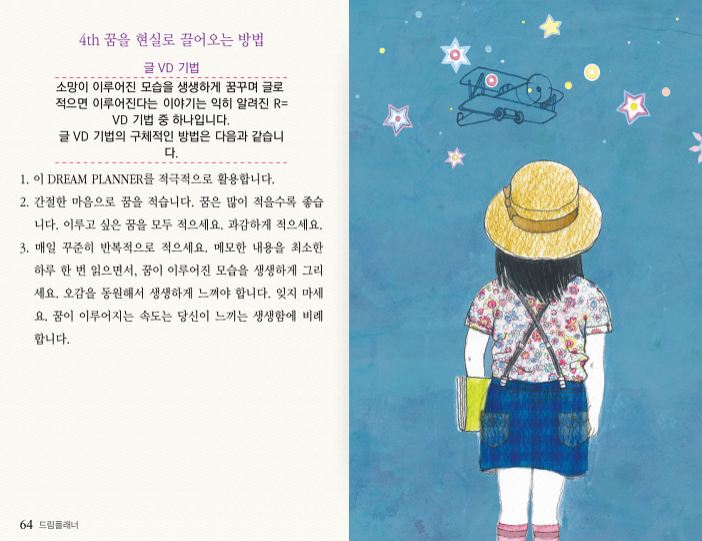 4th 꿈을 현실로 끌어오는 방법
글 VD 기법
소망이 이루어진 모습을 생생하게 꿈꾸며 글로
적으면 이루어진다는 이야기는 익히 알려진 R=
VD 기법 중 하나입니다.
글 VD 기법의 구체적인 방법은 다음과 같습니
다.
1. 이 DREAM PLANNER를 적극적으로 활용합니다.
2. 간절한 마음으로 꿈을 적습니다. 꿈은 많이 적을수록 좋습
니다. 이루고 싶은 꿈을 모두 적으세요. 과감하게 적으세요.
3. 매일 꾸준히 반복적으로 적으세요. 메모한 내용을 최소한
하루 한 번 읽으면서, 꿈이 이루어진 모습을 생생하게 그리
세요. 오감을 동원해서 생생하게 느껴야 합니다. 잊지 마세
요. 꿈이 이루어지는 속도는 당신이 느끼는 생생함에 비례
합니다.
64 드림플래너